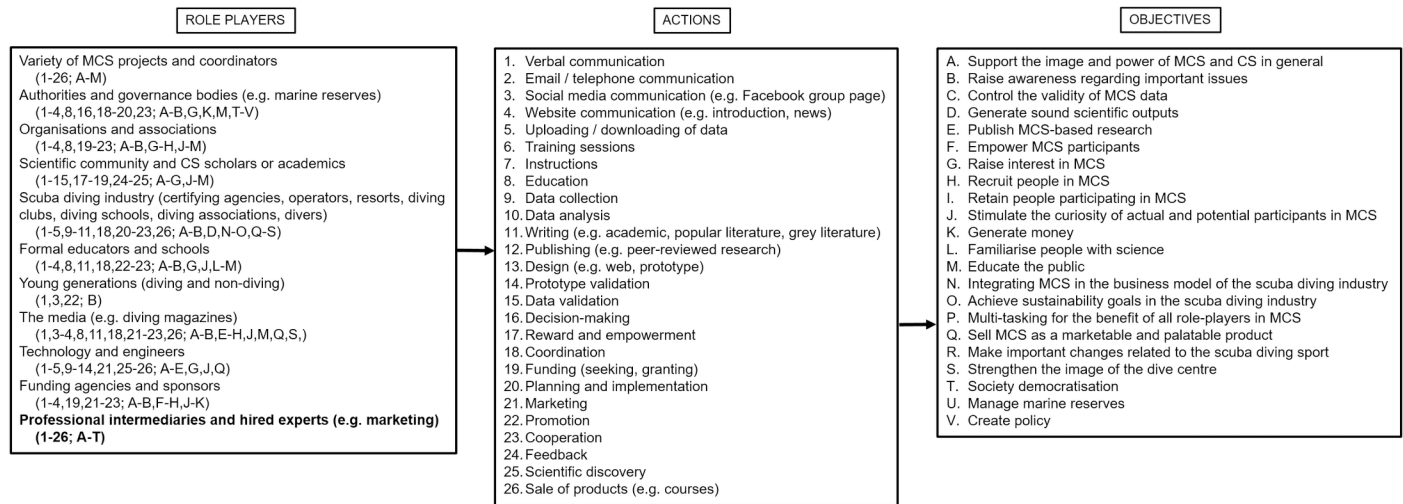 ROLE PLAYERS
Variety of MCS projects and coordinators
(1-26; A-M)
Authorities and governance bodies (e.g. marine reserves)
(1-4,8,16,18-20,23; A-B,G,K,M,T-V)
Organisations and associations
(1-4,8,19-23; A-B,G-H,J-M)
Scientific community and CS scholars or academics
(1-15,17-19,24-25; A-G,J-M)
Scuba diving industry (certifying agencies, operators, resorts, diving
clubs, diving schools, diving associations, divers)
(1-5,9-11,18,20-23,26; A-B,D,N-O,Q-S)
Formal educators and schools
(1-4,8,11,18,22-23; A-B,G,J,L-M)
Young generations (diving and non-diving)
(1,3,22; B)
The media (e.g. diving magazines)
(1,3-4,8,11,18,21-23,26; A-B,E-H,J,M,Q,S,)
Technology and engineers
(1-5,9-14,21,25-26; A-E,G,J,Q)
Funding agencies and sponsors
(1-4,19,21-23; A-B,F-H,J-K)
Professional intermediaries and hired experts (e.g. marketing)
(1-26; A-T)
ACTIONS
1. Verbal communication
2. Email / telephone communication
3. Social media communication (e.g. Facebook group page)
4. Website communication (e.g. introduction, news)
5. Uploading / downloading of data
6. Training sessions
7. Instructions
8. Education
9. Data collection
10. Data analysis
11. Writing (e.g. academic, popular literature, grey literature)
12. Publishing (e.g. peer-reviewed research)
13. Design (e.g. web, prototype)
14. Prototype validation
15. Data validation
16. Decision-making
17. Reward and empowerment
18. Coordination
19. Funding (seeking, granting)
20. Planning and implementation
21. Marketing
22. Promotion
23. Cooperation
24. Feedback
25. Scientific discovery
26. Sale of products (e.g. courses)
OBJECTIVES
A. Support the image and power of MCS and CS in general
B. Raise awareness regarding important issues
C. Control the validity of MCS data
D. Generate sound scientific outputs
E. Publish MCS-based research
F. Empower MCS participants
G. Raise interest in MCS
H. Recruit people in MCS
I. Retain people participating in MCS
J. Stimulate the curiosity of actual and potential participants in MCS
K. Generate money
L. Familiarise people with science
M. Educate the public
N. Integrating MCS in the business model of the scuba diving industry
O. Achieve sustainability goals in the scuba diving industry
P. Multi-tasking for the benefit of all role-players in MCS
Q. Sell MCS as a marketable and palatable product
R. Make important changes related to the scuba diving sport
S. Strengthen the image of the dive centre
T. Society democratisation
U. Manage marine reserves
V. Create policy